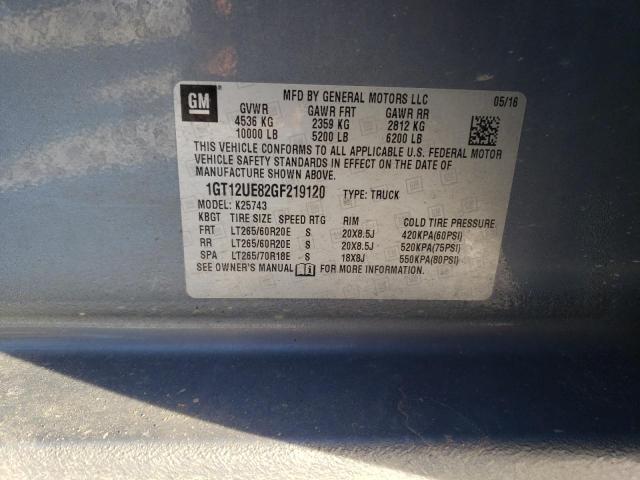 GM
MFD BY GENERAL MOTORS LLC 05/16
GVWR GAWR FRT GAWR RR
4536 KG 2359 KG 2812 KG
10000 LB 5200 LB 6200 LB
THIS VEHICLE CONFORMS TO ALL APPLICABLE U.S. FEDERAL MOTOR
VEHICLE SAFETY STANDARDS IN EFFECT ON THE DATE OF
MANUFACTURE SHOWN ABOVE.
1GT12UE82GF219120 TYPE: TRUCK
MODEL: K25743
KBGT TIRE SIZE SPEED RTG RIM COLD TIRE PRESSURE
FRT LT265/60R20E S 20X8.5J 420KPA(60PSI)
RR LT265/60R20E S 20X8.5J 520KPA(75PSI)
SPA LT265/70R18E S 18X8J 550KPA(80PSI)
SEE OWNER'S MANUAL FOR MORE INFORMATION.